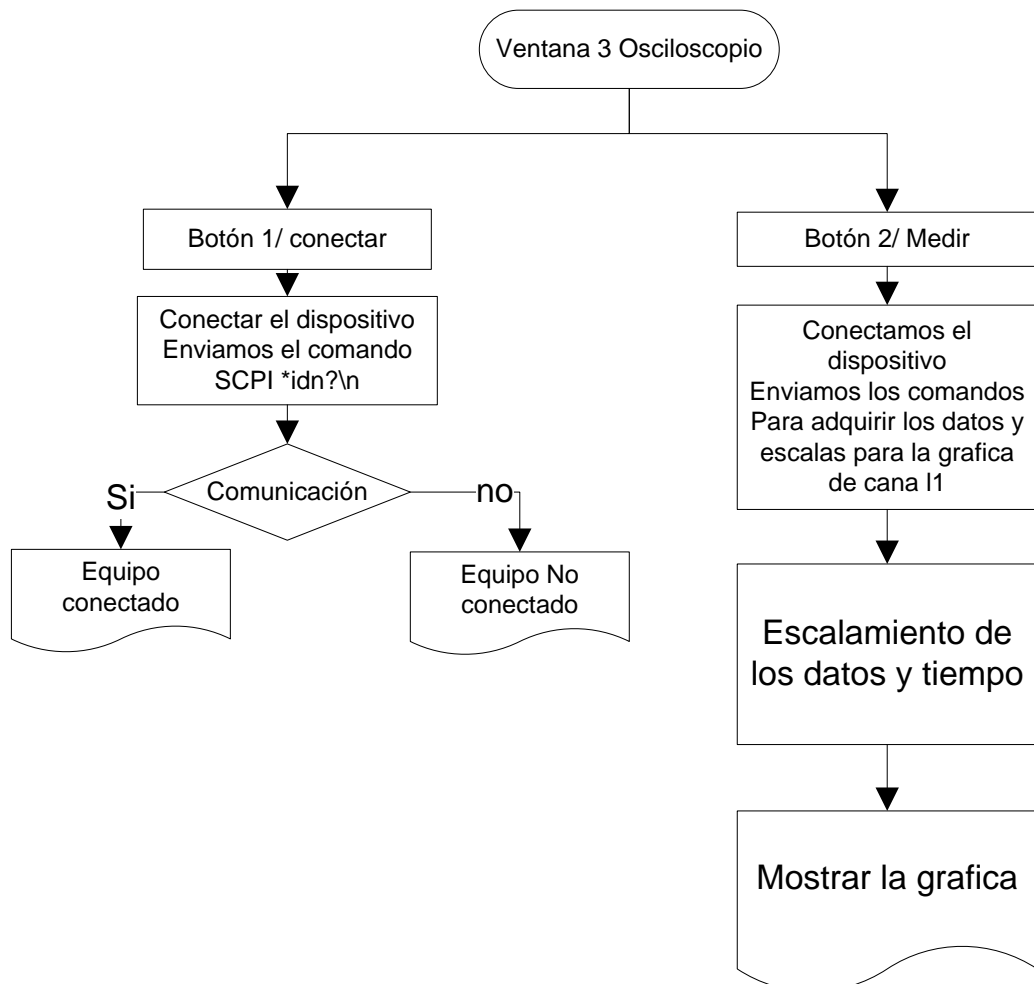 Ventana 3 Osciloscopio
Botón 1/ conectar
Conectar el dispositivo
Enviamos el comando
SCPI *idn?\n
Comunicación
Si
no
Equipo
conectado
Equipo No
conectado
Botón 2/ Medir
Conectamos el
dispositivo
Enviamos los comandos
Para adquirir los datos y
escalas para la grafica
de cana l1
Escalamiento de
los datos y tiempo
Mostrar la grafica